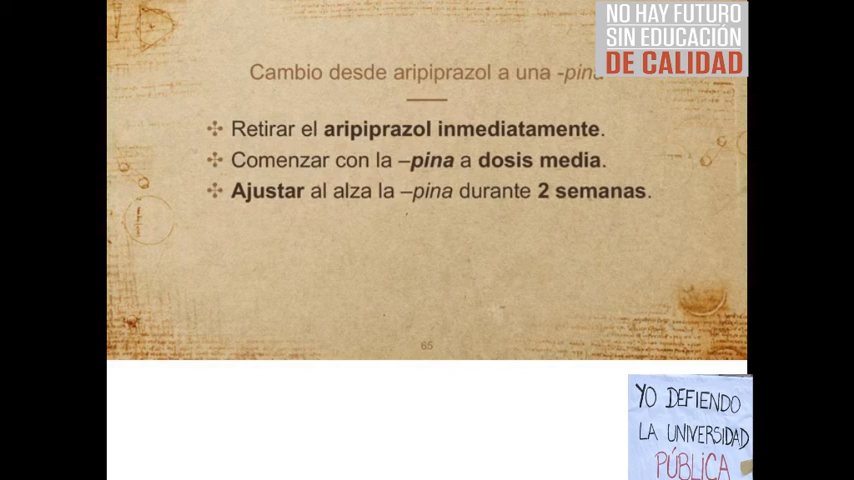 NO HAY FUTURO
SIN EDUCACIÓN
DE CALIDAD
Cambio desde aripiprazol a una -pina
Retirar el aripiprazol inmediatamente.
Comenzar con la –pina a dosis media.
Ajustar al alza la –pina durante 2 semanas.
65
YO DEFIENDO
LA UNIVERSIDAD
PÚBLICA